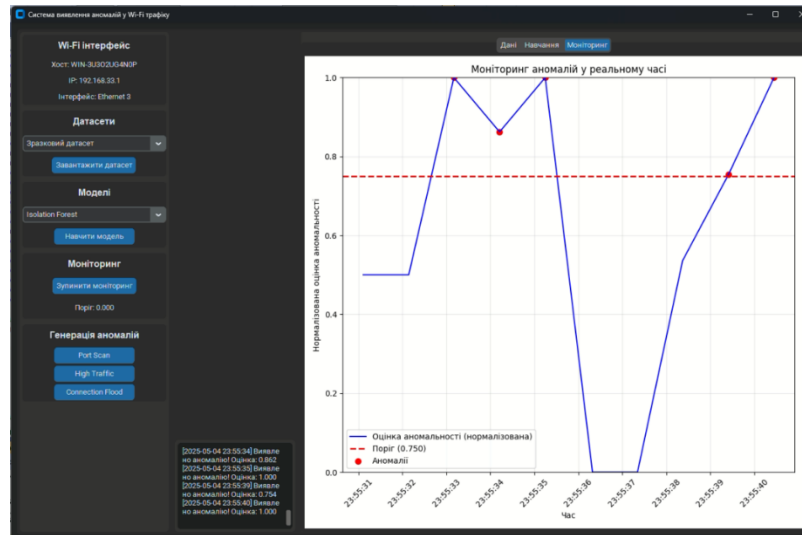 Система виявлення аномалій у Wi-Fi трафіку
Wi-Fi інтерфейс
Хост: WIN-3U3O2UG4N0P
IP: 192.168.33.1
Інтерфейс: Ethernet 3
Датасети
Зразковий датасет
Завантажити датасет
Моделі
Isolation Forest
Навчити модель
Моніторинг
Зупинити моніторинг
Поріг: 0.000
Генерація аномалій
Port Scan
High Traffic
Connection Flood
[2025-05-04 23:55:34] Виявле
но аномалію! Оцінка: 0.862
[2025-05-04 23:55:35] Виявле
но аномалію! Оцінка: 1.000
[2025-05-04 23:55:39] Виявле
но аномалію! Оцінка: 0.754
[2025-05-04 23:55:40] Виявле
но аномалію! Оцінка: 1.000
Дані Навчання Моніторинг
Моніторинг аномалій у реальному часі
Нормалізована оцінка аномальності
1.0
0.8
0.6
0.4
0.2
0.0
Оцінка аномальності (нормалізована)
Поріг (0.750)
Аномалії
23:55:31
23:55:32
23:55:33
23:55:34
23:55:35
23:55:36
23:55:37
23:55:38
23:55:39
23:55:40
Час